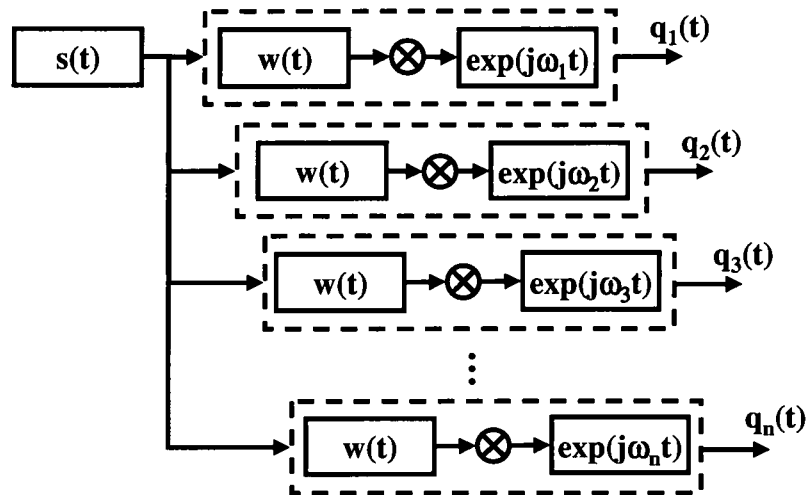 s(t) w(t) exp(jω₁t) q₁(t)
w(t) exp(jω₂t) q₂(t)
w(t) exp(jω₃t) q₃(t)
w(t) exp(jωₙt) qₙ(t)